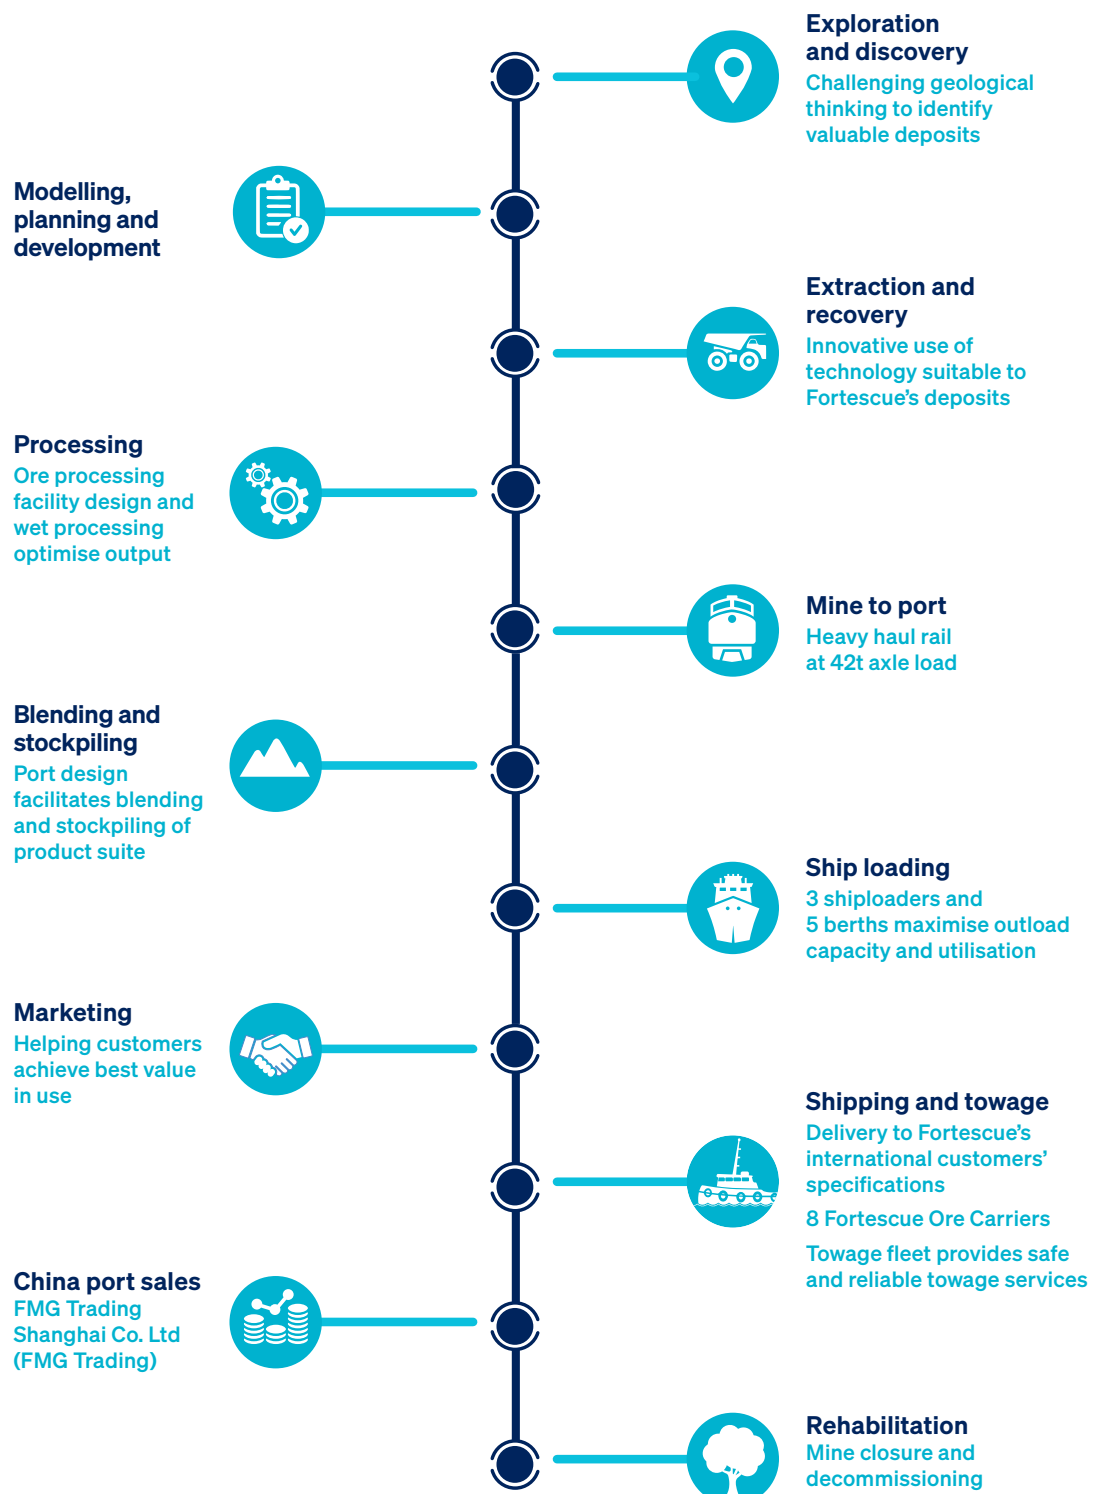 Exploration
and discovery
Challenging geological
thinking to identify
valuable deposits
Modelling,
planning and
development
Extraction and
recovery
Innovative use of
technology suitable to
Fortescue’s deposits
Processing
Ore processing
facility design and
wet processing
optimise output
Mine to port
Heavy haul rail
at 42t axle load
Blending and
stockpiling
Port design
facilitates blending
and stockpiling of
product suite
Ship loading
3 shiploaders and
5 berths maximise outload
capacity and utilisation
Marketing
Helping customers
achieve best value
in use
Shipping and towage
Delivery to Fortescue’s
international customers’
specifications
8 Fortescue Ore Carriers
Towage fleet provides safe
and reliable towage services
China port sales
FMG Trading
Shanghai Co. Ltd
(FMG Trading)
Rehabilitation
Mine closure and
decommissioning